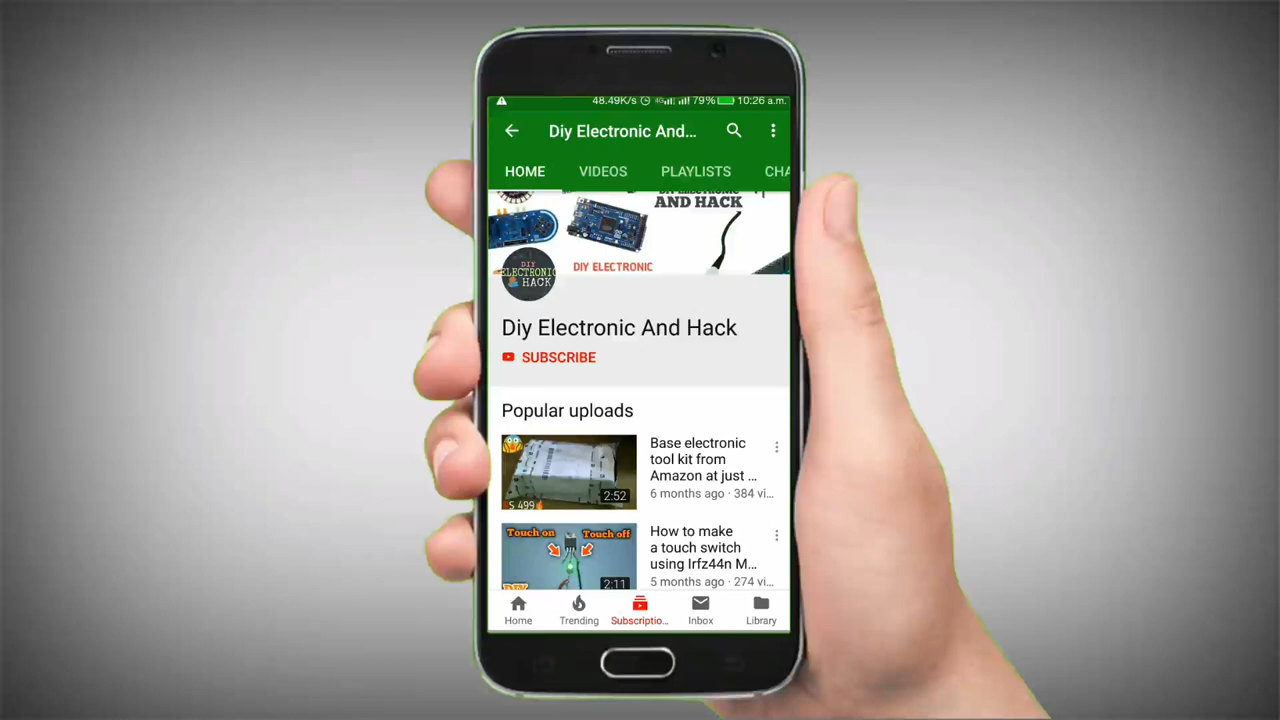 48.49K/s 4G 79% 10:26 a.m.
Diy Electronic And...
HOME VIDEOS PLAYLISTS CHA
AND HACK
DIY ELECTRONIC
DIY
ELECTRONIC
HACK
Diy Electronic And Hack
SUBSCRIBE
Popular uploads
Base electronic
tool kit from
Amazon at just ...
6 months ago · 384 vi...
2:52
S 499
How to make
a touch switch
using Irfz44n M...
5 months ago · 274 vi...
Touch on Touch off
2:11
DIY
Home Trending Subscriptio... Inbox Library